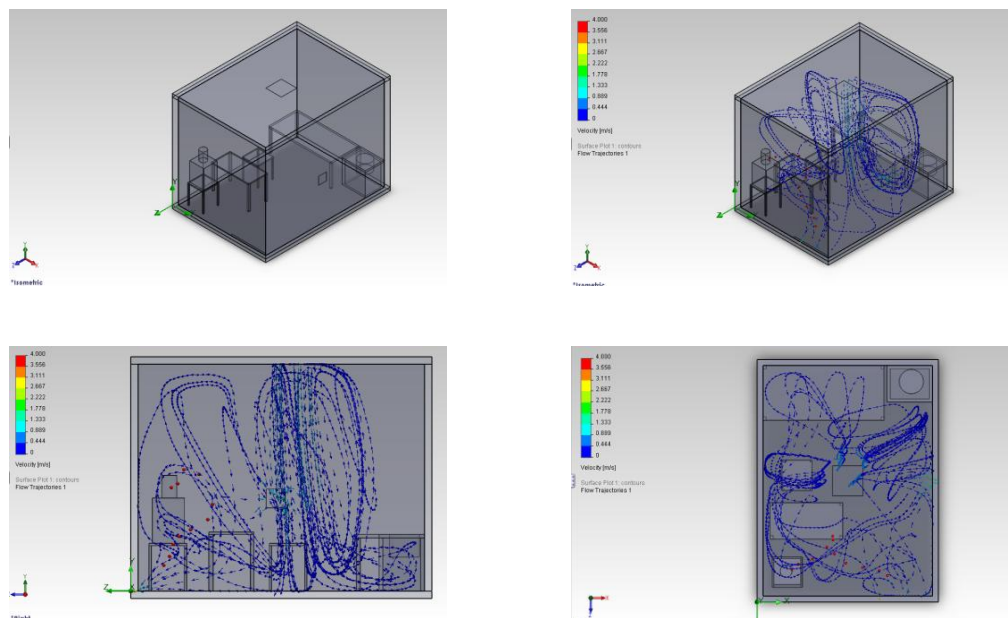 Y
Z
Y
Z
X
*Isometric
4.000
3.556
3.111
2.667
2.222
1.778
1.333
0.889
0.444
0
Velocity [m/s]
Surface Plot 1: contours
Flow Trajectories 1
Y
Z
Y
Z
X
*Isometric
4.000
3.556
3.111
2.667
2.222
1.778
1.333
0.889
0.444
0
Velocity [m/s]
Surface Plot 1: contours
Flow Trajectories 1
Z
Y
X
Y
Z
4.000
3.556
3.111
2.667
2.222
1.778
1.333
0.889
0.444
0
Velocity [m/s]
Surface Plot 1: contours
Flow Trajectories 1
Y
X
X
Z